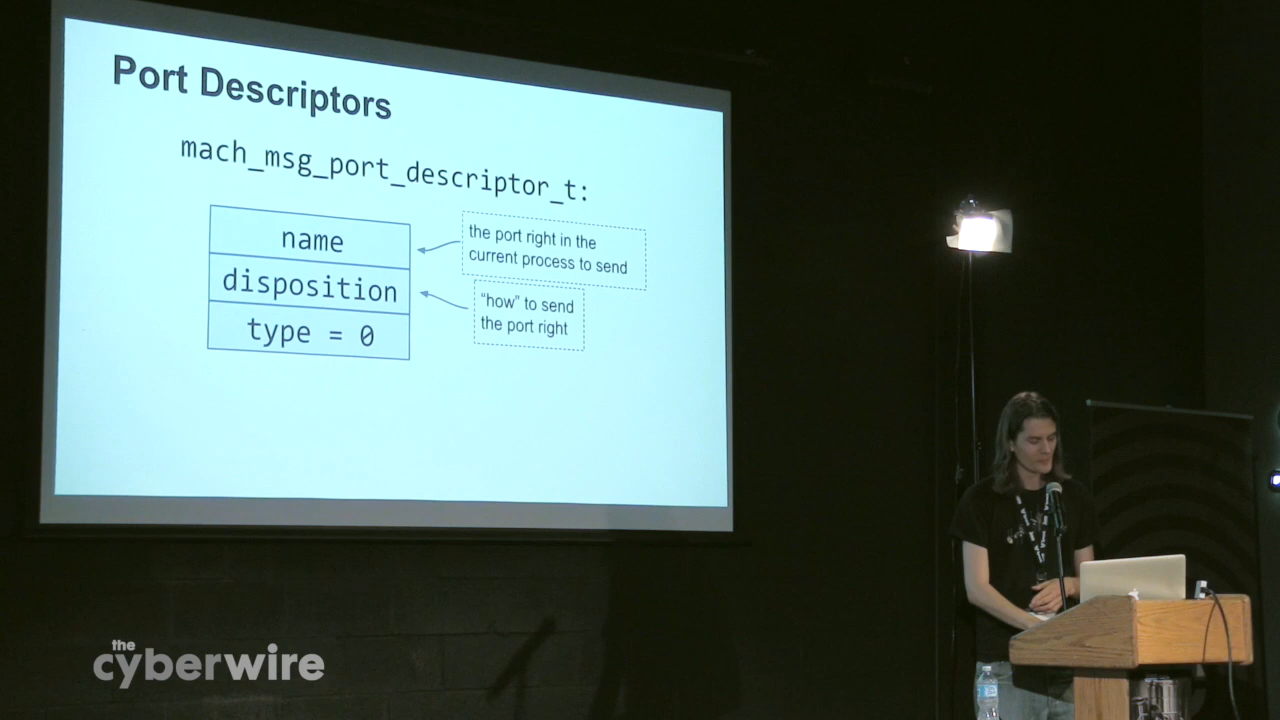 Port Descriptors
mach_msg_port_descriptor_t:
name
the port right in the
current process to send
disposition
“how” to send
the port right
type = 0
the
cyberwire